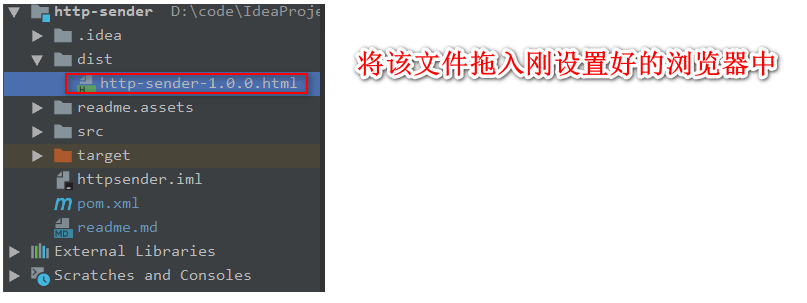 http-sender D:\code\IdeaProje
.idea
dist
http-sender-1.0.0.html
将该文件拖入刚设置好的浏览器中
readme.assets
src
target
httpsender.iml
pom.xml
readme.md
External Libraries
Scratches and Consoles